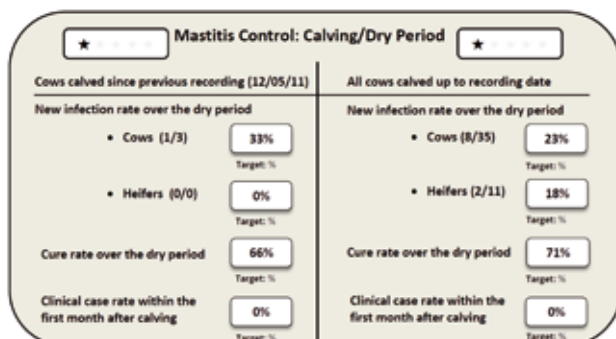 Mastitis Control: Calving/Dry Period
Cows calved since previous recording (12/05/11)
New infection rate over the dry period
• Cows (1/3) 33%
Target: %
• Heifers (0/0) 0%
Target: %
Cure rate over the dry period 66%
Target: %
Clinical case rate within the
first month after calving 0%
Target: %
All cows calved up to recording date
New infection rate over the dry period
• Cows (8/35) 23%
Target: %
• Heifers (2/11) 18%
Target: %
Cure rate over the dry period 71%
Target: %
Clinical case rate within the
first month after calving 0%
Target: %